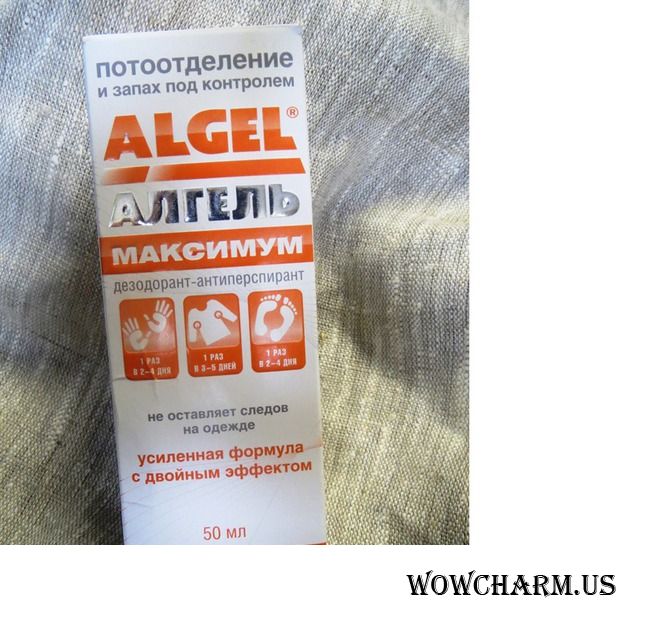 потоотделение
и запах под контролем
ALGEL®
АЛГЕЛЬ
МАКСИМУМ
дезодорант-антиперспирант
1 РАЗ
В 2–4 ДНЯ
1 РАЗ
В 3–5 ДНЕЙ
1 РАЗ
В 2–4 ДНЯ
не оставляет следов
на одежде
усиленная формула
с двойным эффектом
50 мл
WOWCHARM.US